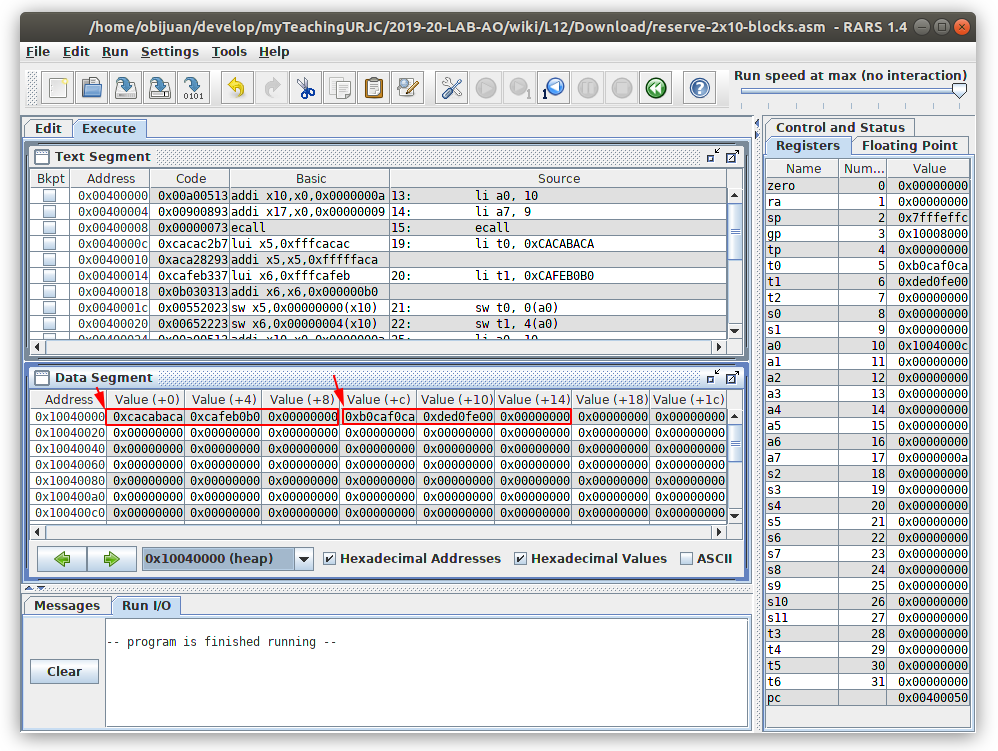 /home/obijuan/develop/myTeachingURJC/2019-20-LAB-AO/wiki/L12/Download/reserve-2x10-blocks.asm - RARS 1.4
File Edit Run Settings Tools Help
Run speed at max (no interaction)
Edit Execute
Text Segment
Bkpt Address Code Basic Source
0x00400000 0x00a00513 addi x10,x0,0x0000000a 13: li a0, 10
0x00400004 0x00900893 addi x17,x0,0x00000009 14: li a7, 9
0x00400008 0x00000073 ecall 15: ecall
0x0040000c 0xcacac2b7 lui x5,0xfffcacac 19: li t0, 0xCACABACA
0x00400010 0xaca28293 addi x5,x5,0xfffffaca
0x00400014 0xcafeb337 lui x6,0xfffcafeb 20: li t1, 0xCAFEB0B0
0x00400018 0x0b030313 addi x6,x6,0x000000b0
0x0040001c 0x00552023 sw x5,0x00000000(x10) 21: sw t0, 0(a0)
0x00400020 0x00652223 sw x6,0x00000004(x10) 22: sw t1, 4(a0)
0x00400024 0x00a00513 addi x10,x0,0x0000000a 25: li a0, 10
Data Segment
Address Value (+0) Value (+4) Value (+8) Value (+c) Value (+10) Value (+14) Value (+18) Value (+1c)
0x10040000 0xcacabaca 0xcafeb0b0 0x00000000 0xb0caf0ca 0xded0fe00 0x00000000 0x00000000 0x00000000
0x10040020 0x00000000 0x00000000 0x00000000 0x00000000 0x00000000 0x00000000 0x00000000 0x00000000
0x10040040 0x00000000 0x00000000 0x00000000 0x00000000 0x00000000 0x00000000 0x00000000 0x00000000
0x10040060 0x00000000 0x00000000 0x00000000 0x00000000 0x00000000 0x00000000 0x00000000 0x00000000
0x10040080 0x00000000 0x00000000 0x00000000 0x00000000 0x00000000 0x00000000 0x00000000 0x00000000
0x100400a0 0x00000000 0x00000000 0x00000000 0x00000000 0x00000000 0x00000000 0x00000000 0x00000000
0x100400c0 0x00000000 0x00000000 0x00000000 0x00000000 0x00000000 0x00000000 0x00000000 0x00000000
0x10040000 (heap) Hexadecimal Addresses Hexadecimal Values ASCII
Messages Run I/O
-- program is finished running --
Clear
Control and Status
Registers Floating Point
Name Num... Value
zero 0 0x00000000
ra 1 0x00000000
sp 2 0x7fffeffc
gp 3 0x10008000
tp 4 0x00000000
t0 5 0xb0caf0ca
t1 6 0xded0fe00
t2 7 0x00000000
s0 8 0x00000000
s1 9 0x00000000
a0 10 0x1004000c
a1 11 0x00000000
a2 12 0x00000000
a3 13 0x00000000
a4 14 0x00000000
a5 15 0x00000000
a6 16 0x00000000
a7 17 0x0000000a
s2 18 0x00000000
s3 19 0x00000000
s4 20 0x00000000
s5 21 0x00000000
s6 22 0x00000000
s7 23 0x00000000
s8 24 0x00000000
s9 25 0x00000000
s10 26 0x00000000
s11 27 0x00000000
t3 28 0x00000000
t4 29 0x00000000
t5 30 0x00000000
t6 31 0x00000000
pc 0x00400050